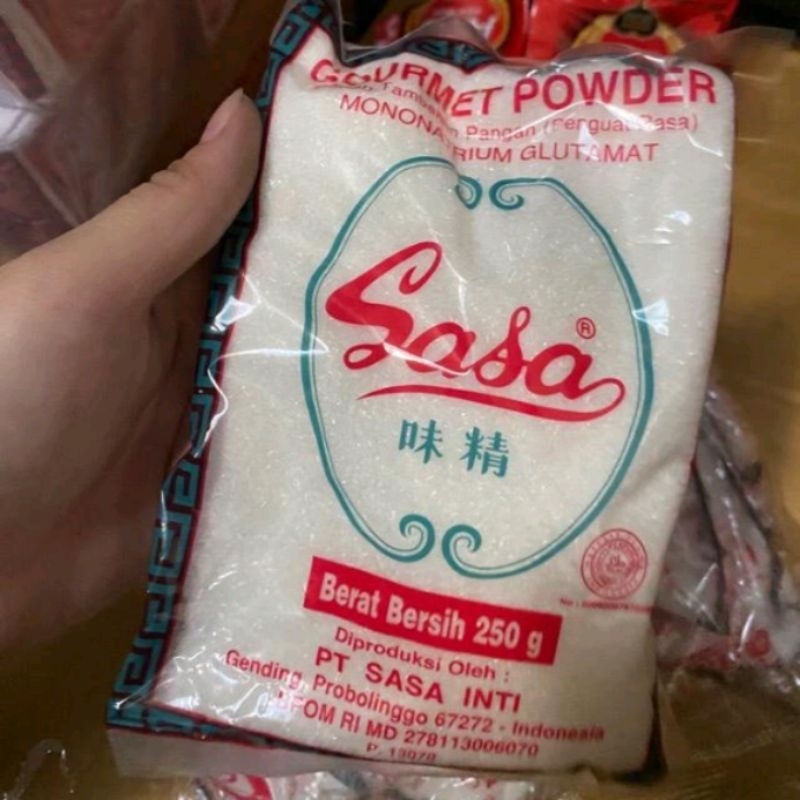 GOURMET POWDER
Pangan (Penguat Rasa)
MONONATRIUM GLUTAMAT
Sasa®
味精
Berat Bersih 250 g
Diproduksi Oleh :
PT SASA INTI
Gending, Probolinggo 67272 - Indonesia
BPOM RI MD 278113006070
P. 13070